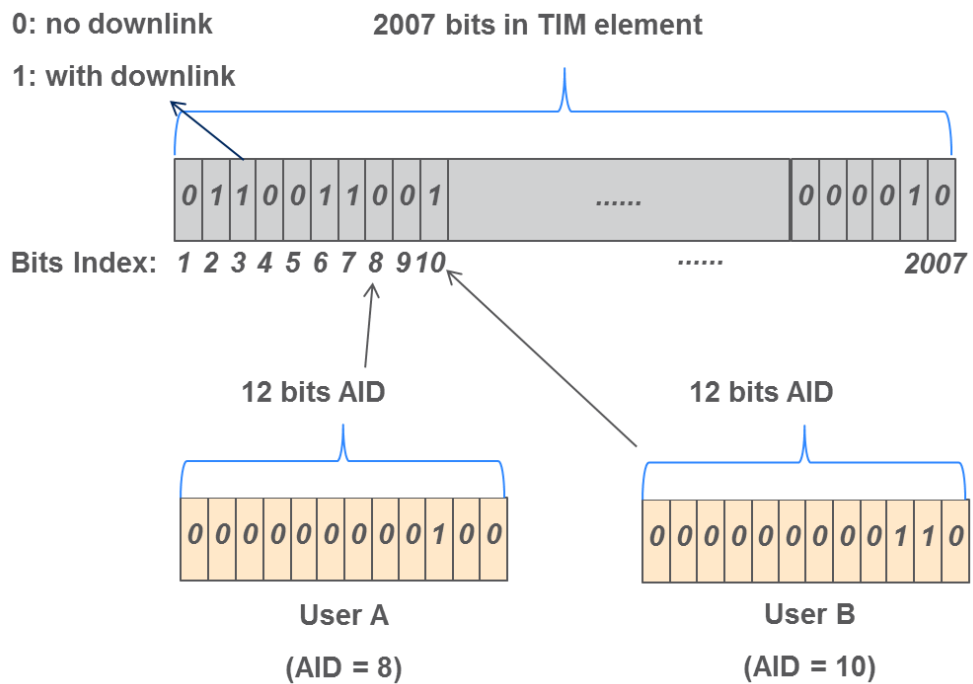 0: no downlink
2007 bits in TIM element
1: with downlink
0 1 1 0 0 1 1 0 0 1 ...... 0 0 0 0 1 0
Bits Index: 1 2 3 4 5 6 7 8 9 10 ...... 2007
12 bits AID
12 bits AID
0 0 0 0 0 0 0 0 0 1 0 0
0 0 0 0 0 0 0 0 0 1 1 0
User A
User B
(AID = 8)
(AID = 10)